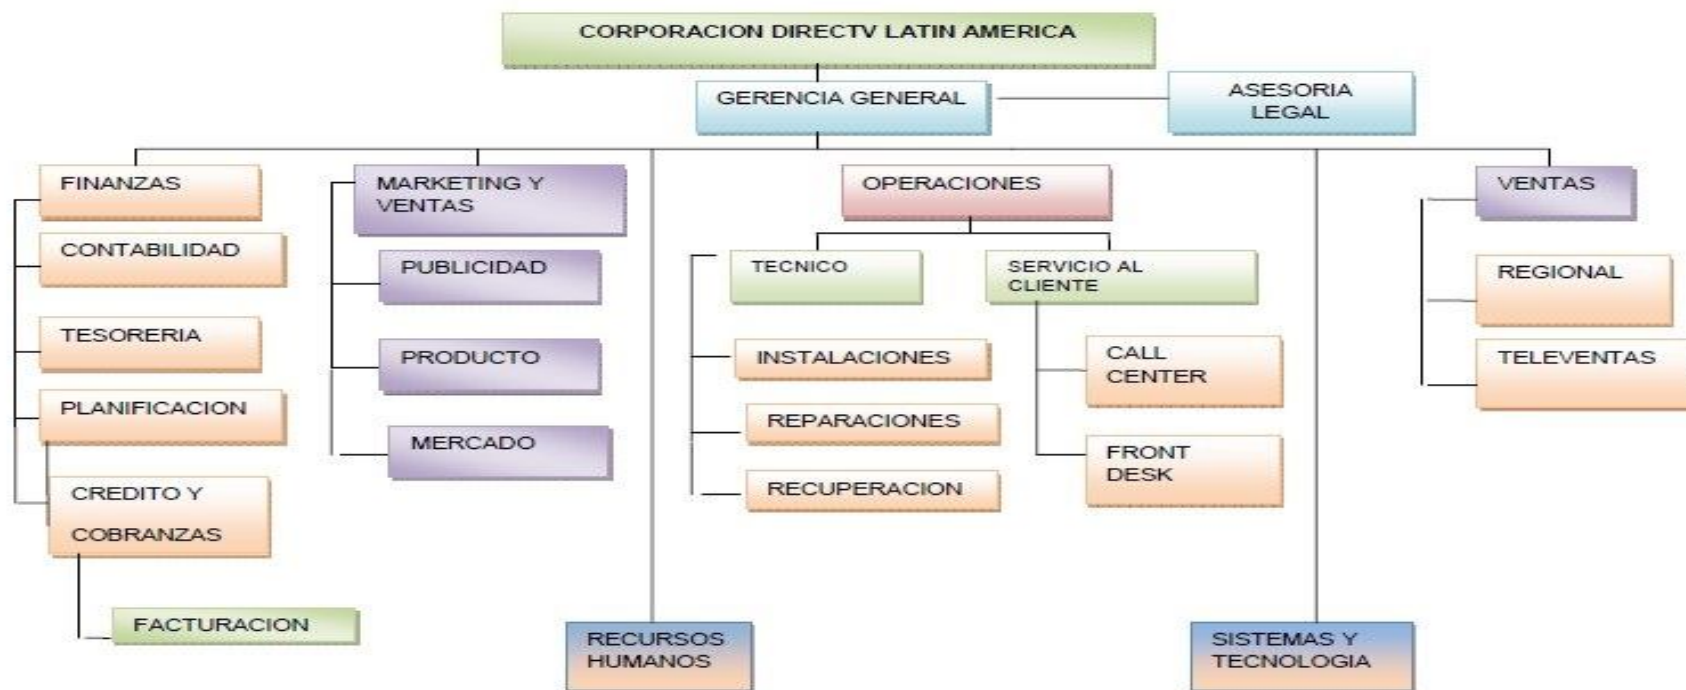 CORPORACION DIRECTV LATIN AMERICA
GERENCIA GENERAL
ASESORIA
LEGAL
FINANZAS
CONTABILIDAD
TESORERIA
PLANIFICACION
CREDITO Y
COBRANZAS
FACTURACION
MARKETING Y
VENTAS
PUBLICIDAD
PRODUCTO
MERCADO
RECURSOS
HUMANOS
OPERACIONES
TECNICO
INSTALACIONES
REPARACIONES
RECUPERACION
SERVICIO AL
CLIENTE
CALL
CENTER
FRONT
DESK
SISTEMAS Y
TECNOLOGIA
VENTAS
REGIONAL
TELEVENTAS